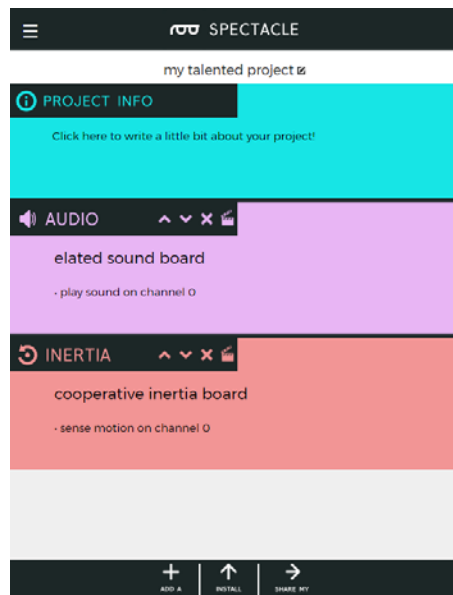 SPECTACLE
my talented project
PROJECT INFO
Click here to write a little bit about your project!
AUDIO
elated sound board
- play sound on channel 0
INERTIA
cooperative inertia board
- sense motion on channel 0
ADD A
INSTALL
SHARE MY